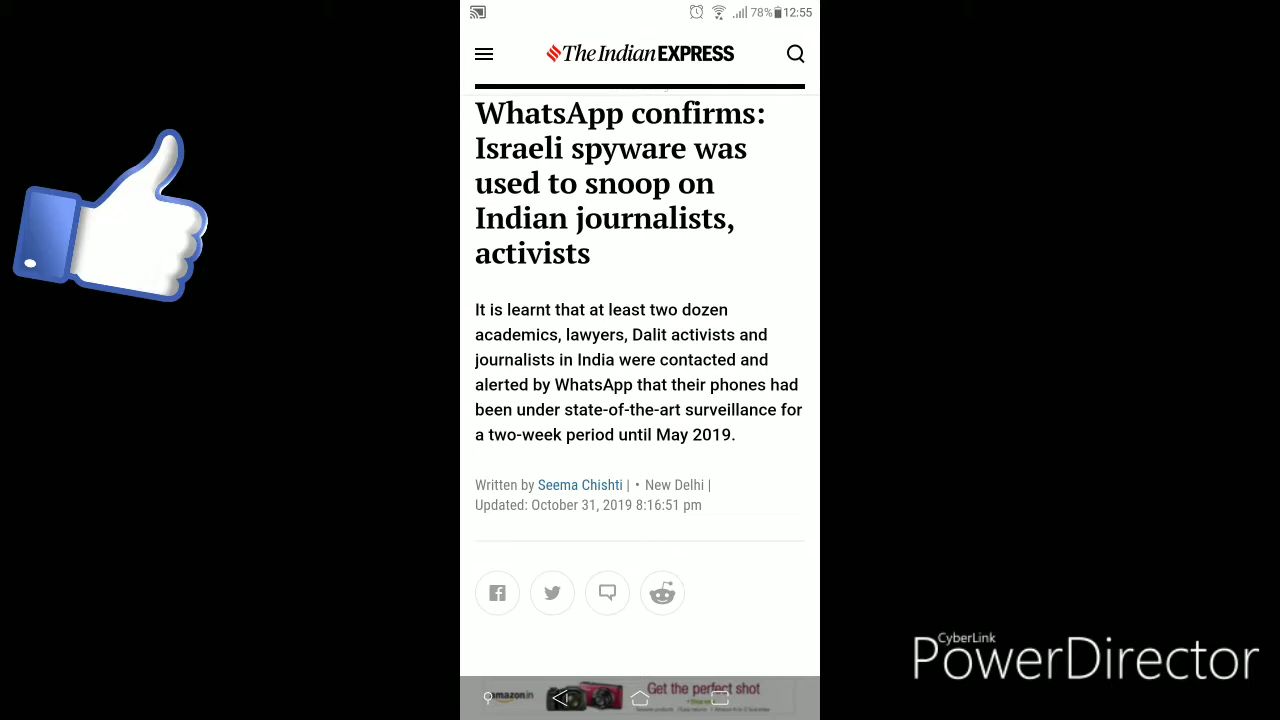 78% 12:55
The Indian EXPRESS
WhatsApp confirms:
Israeli spyware was
used to snoop on
Indian journalists,
activists
It is learnt that at least two dozen
academics, lawyers, Dalit activists and
journalists in India were contacted and
alerted by WhatsApp that their phones had
been under state-of-the-art surveillance for
a two-week period until May 2019.
Written by Seema Chishti | • New Delhi |
Updated: October 31, 2019 8:16:51 pm
amazon.in
Get the perfect shot
CyberLink
PowerDirector